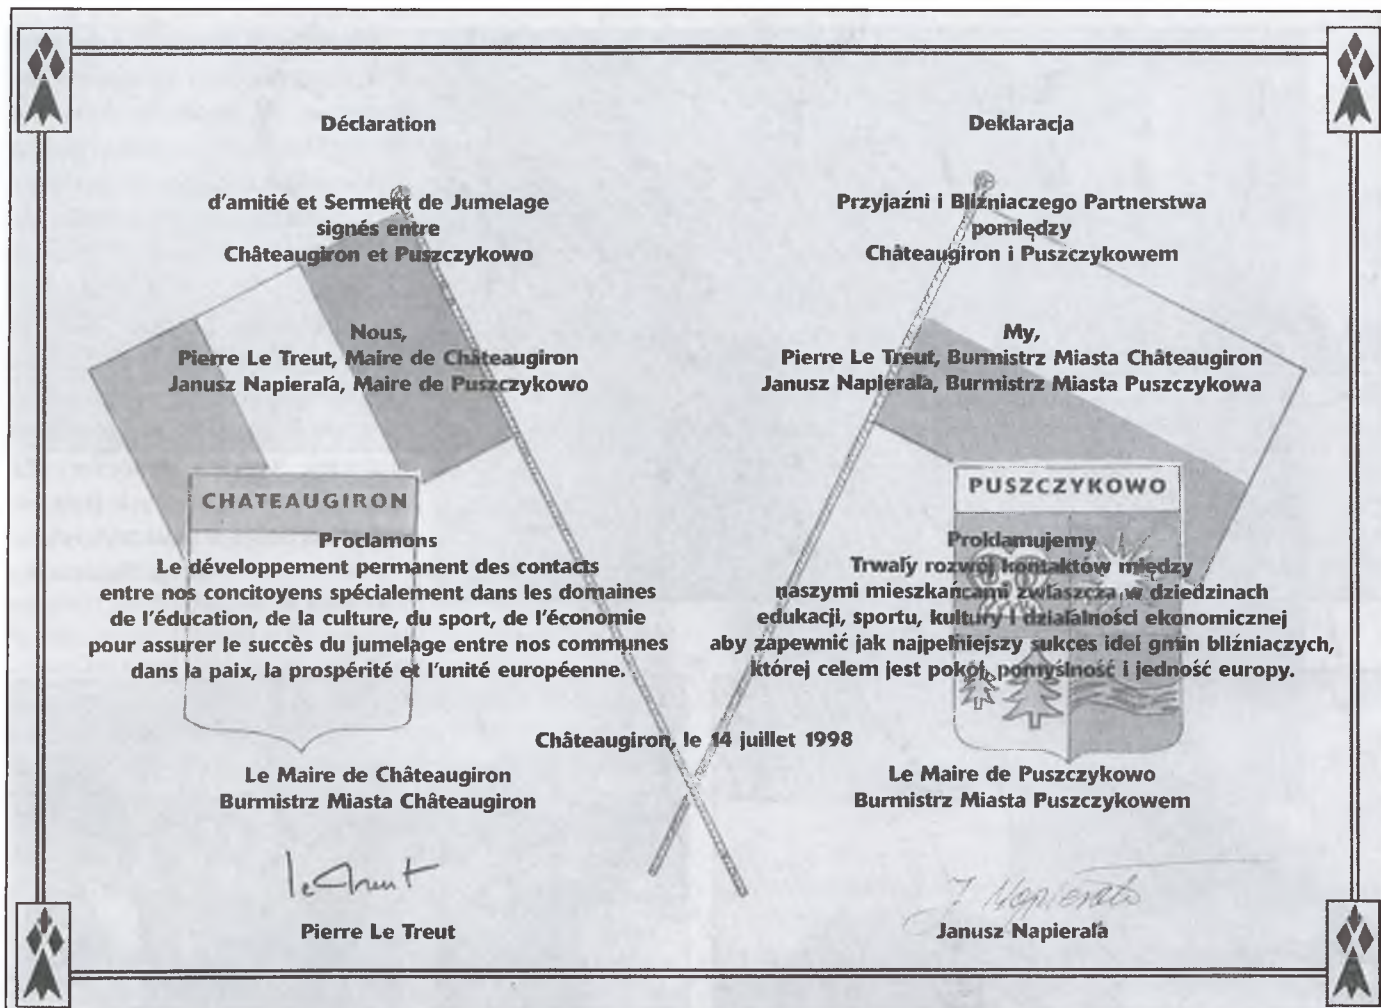 Déclaration
d'amitié et Serment de Jumelage
signés entre
Châteaugiron et Puszczykowo
Nous,
Pierre Le Treut, Maire de Châteaugiron
Janusz Napierała, Maire de Puszczykowo
CHATEAUGIRON
Proclamons
Le développement permanent des contacts
entre nos concitoyens spécialement dans les domaines
de l'éducation, de la culture, du sport, de l'économie
pour assurer le succès du jumelage entre nos communes
dans la paix, la prospérité et l'unité européenne.
Deklaracja
Przyjaźni i Bliźniaczego Partnerstwa
pomiędzy
Châteaugiron i Puszczykowem
My,
Pierre Le Treut, Burmistrz Miasta Châteaugiron
Janusz Napierała, Burmistrz Miasta Puszczykowa
PUSZCZYKOWO
Proklamujemy
Trwały rozwój kontaktów między
naszymi mieszkańcami zwłaszcza w dziedzinach
edukacji, sportu, kultury i działalności ekonomicznej
aby zapewnić jak najpełniejszy sukces idei gmin bliźniaczych,
której celem jest pokój, pomyślność i jedność europy.
Châteaugiron, le 14 juillet 1998
Le Maire de Châteaugiron
Burmistrz Miasta Châteaugiron
le Treut
Pierre Le Treut
Le Maire de Puszczykowo
Burmistrz Miasta Puszczykowem
J Napierała
Janusz Napierała